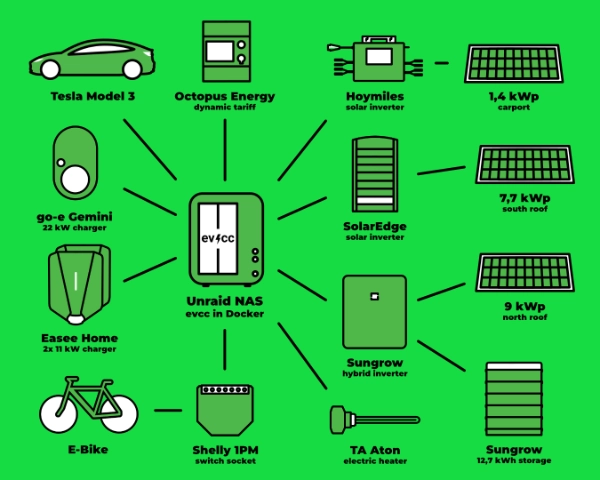 Tesla Model 3
Octopus Energy
dynamic tariff
Hoymiles
solar inverter
1,4 kWp
carport
go-e Gemini
22 kW charger
SolarEdge
solar inverter
7,7 kWp
south roof
evcc
Unraid NAS
evcc in Docker
Easee Home
2x 11 kW charger
Sungrow
hybrid inverter
9 kWp
north roof
E-Bike
Shelly 1PM
switch socket
TA Aton
electric heater
Sungrow
12,7 kWh storage